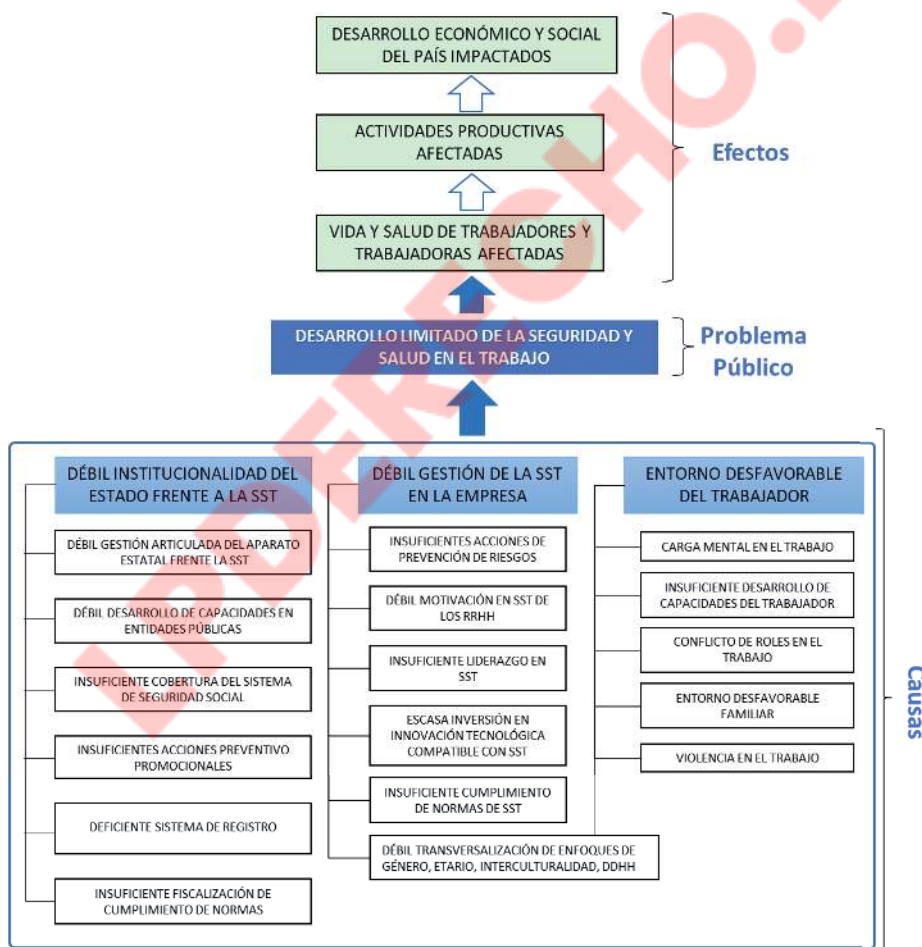 DESARROLLO ECONÓMICO Y SOCIAL
DEL PAÍS IMPACTADOS
ACTIVIDADES PRODUCTIVAS
AFECTADAS
Efectos
VIDA Y SALUD DE TRABAJADORES Y
TRABAJADORAS AFECTADAS
DESARROLLO LIMITADO DE LA SEGURIDAD Y
SALUD EN EL TRABAJO
Problema
Público
DÉBIL INSTITUCIONALIDAD DEL
ESTADO FRENTE A LA SST
DÉBIL GESTIÓN ARTICULADA DEL APARATO
ESTATAL FRENTE LA SST
DÉBIL DESARROLLO DE CAPACIDADES EN
ENTIDADES PÚBLICAS
INSUFICIENTE COBERTURA DEL SISTEMA
DE SEGURIDAD SOCIAL
INSUFICIENTES ACCIONES PREVENTIVO
PROMOCIONALES
DEFICIENTE SISTEMA DE REGISTRO
INSUFICIENTE FISCALIZACIÓN DE
CUMPLIMIENTO DE NORMAS
DÉBIL GESTIÓN DE LA SST
EN LA EMPRESA
INSUFICIENTES ACCIONES DE
PREVENCIÓN DE RIESGOS
DÉBIL MOTIVACIÓN EN SST DE
LOS RRHH
INSUFICIENTE LIDERAZGO EN
SST
ESCASA INVERSIÓN EN
INNOVACIÓN TECNOLÓGICA
COMPATIBLE CON SST
INSUFICIENTE CUMPLIMIENTO
DE NORMAS DE SST
DÉBIL TRANSVERSALIZACIÓN DE ENFOQUES DE
GÉNERO, ETARIO, INTERCULTURALIDAD, DDHH
ENTORNO DESFAVORABLE
DEL TRABAJADOR
CARGA MENTAL EN EL TRABAJO
INSUFICIENTE DESARROLLO DE
CAPACIDADES DEL TRABAJADOR
CONFLICTO DE ROLES EN EL
TRABAJO
ENTORNO DESFAVORABLE
FAMILIAR
VIOLENCIA EN EL TRABAJO
Causas
LPDERECHO.